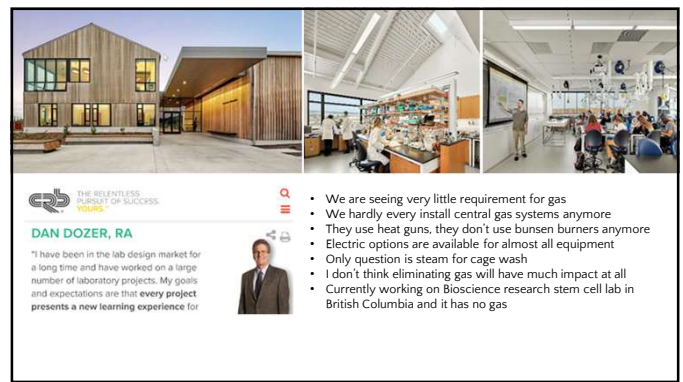 crb
THE RELENTLESS
PURSUIT OF SUCCESS.
YOURS.™
DAN DOZER, RA
"I have been in the lab design market for
a long time and have worked on a large
number of laboratory projects. My goals
and expectations are that every project
presents a new learning experience for
• We are seeing very little requirement for gas
• We hardly every install central gas systems anymore
• They use heat guns, they don't use bunsen burners anymore
• Electric options are available for almost all equipment
• Only question is steam for cage wash
• I don't think eliminating gas will have much impact at all
• Currently working on Bioscience research stem cell lab in
British Columbia and it has no gas